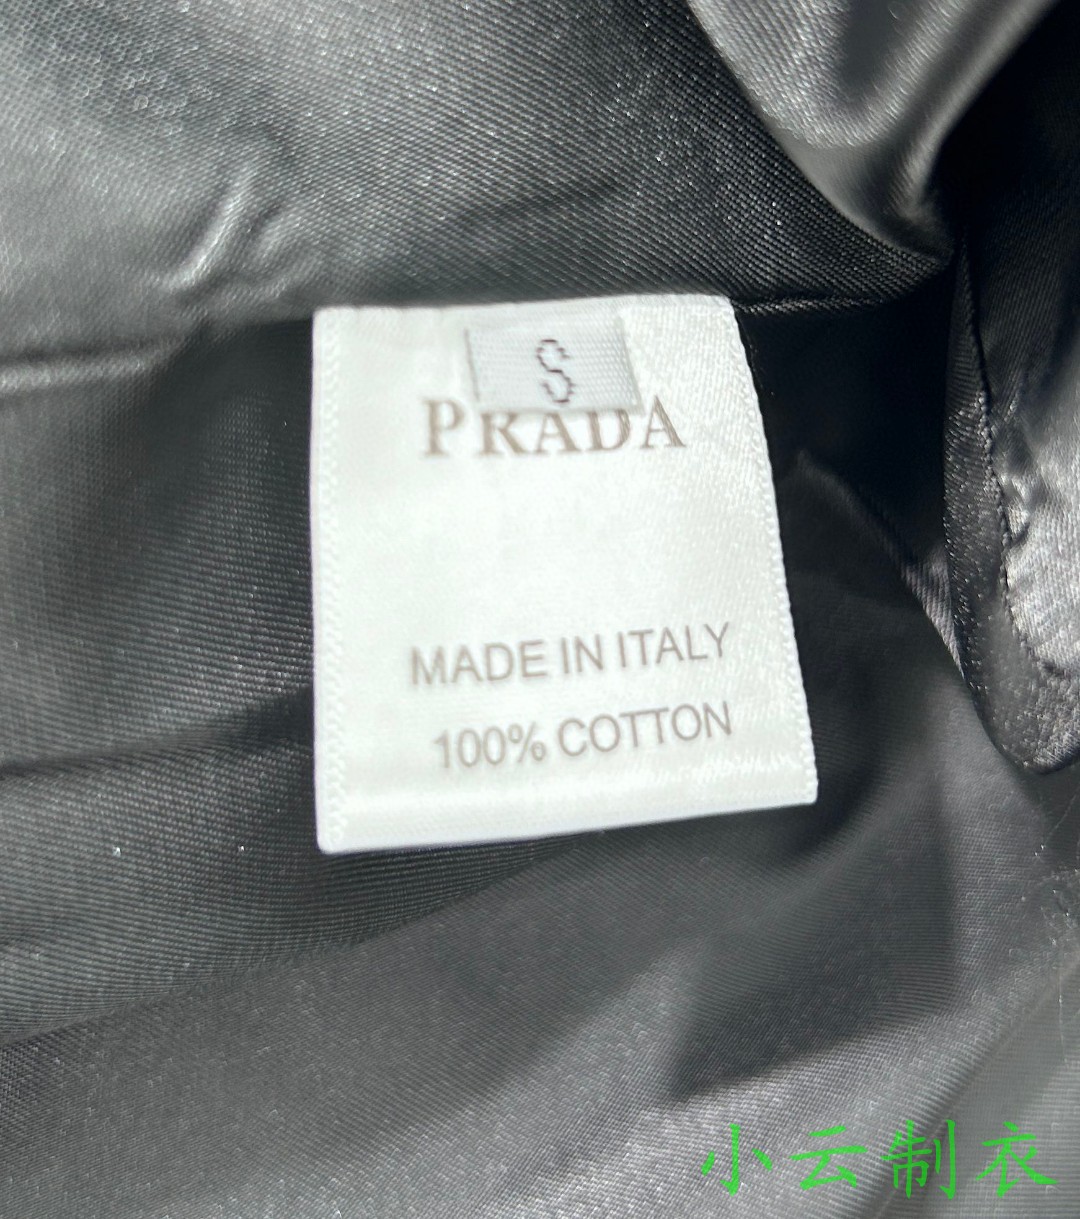 S
PRADA
MADE IN ITALY
100% COTTON
小云制衣